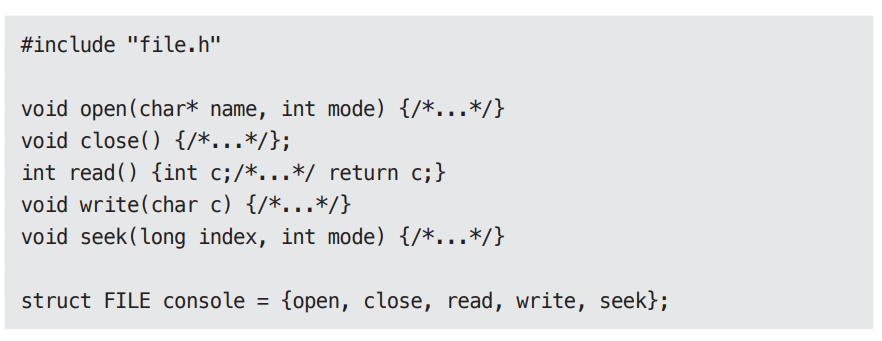 #include "file.h"
void open(char* name, int mode) {/*...*/}
void close() {/*...*/};
int read() {int c;/*...*/ return c;}
void write(char c) {/*...*/}
void seek(long index, int mode) {/*...*/}
struct FILE console = {open, close, read, write, seek};